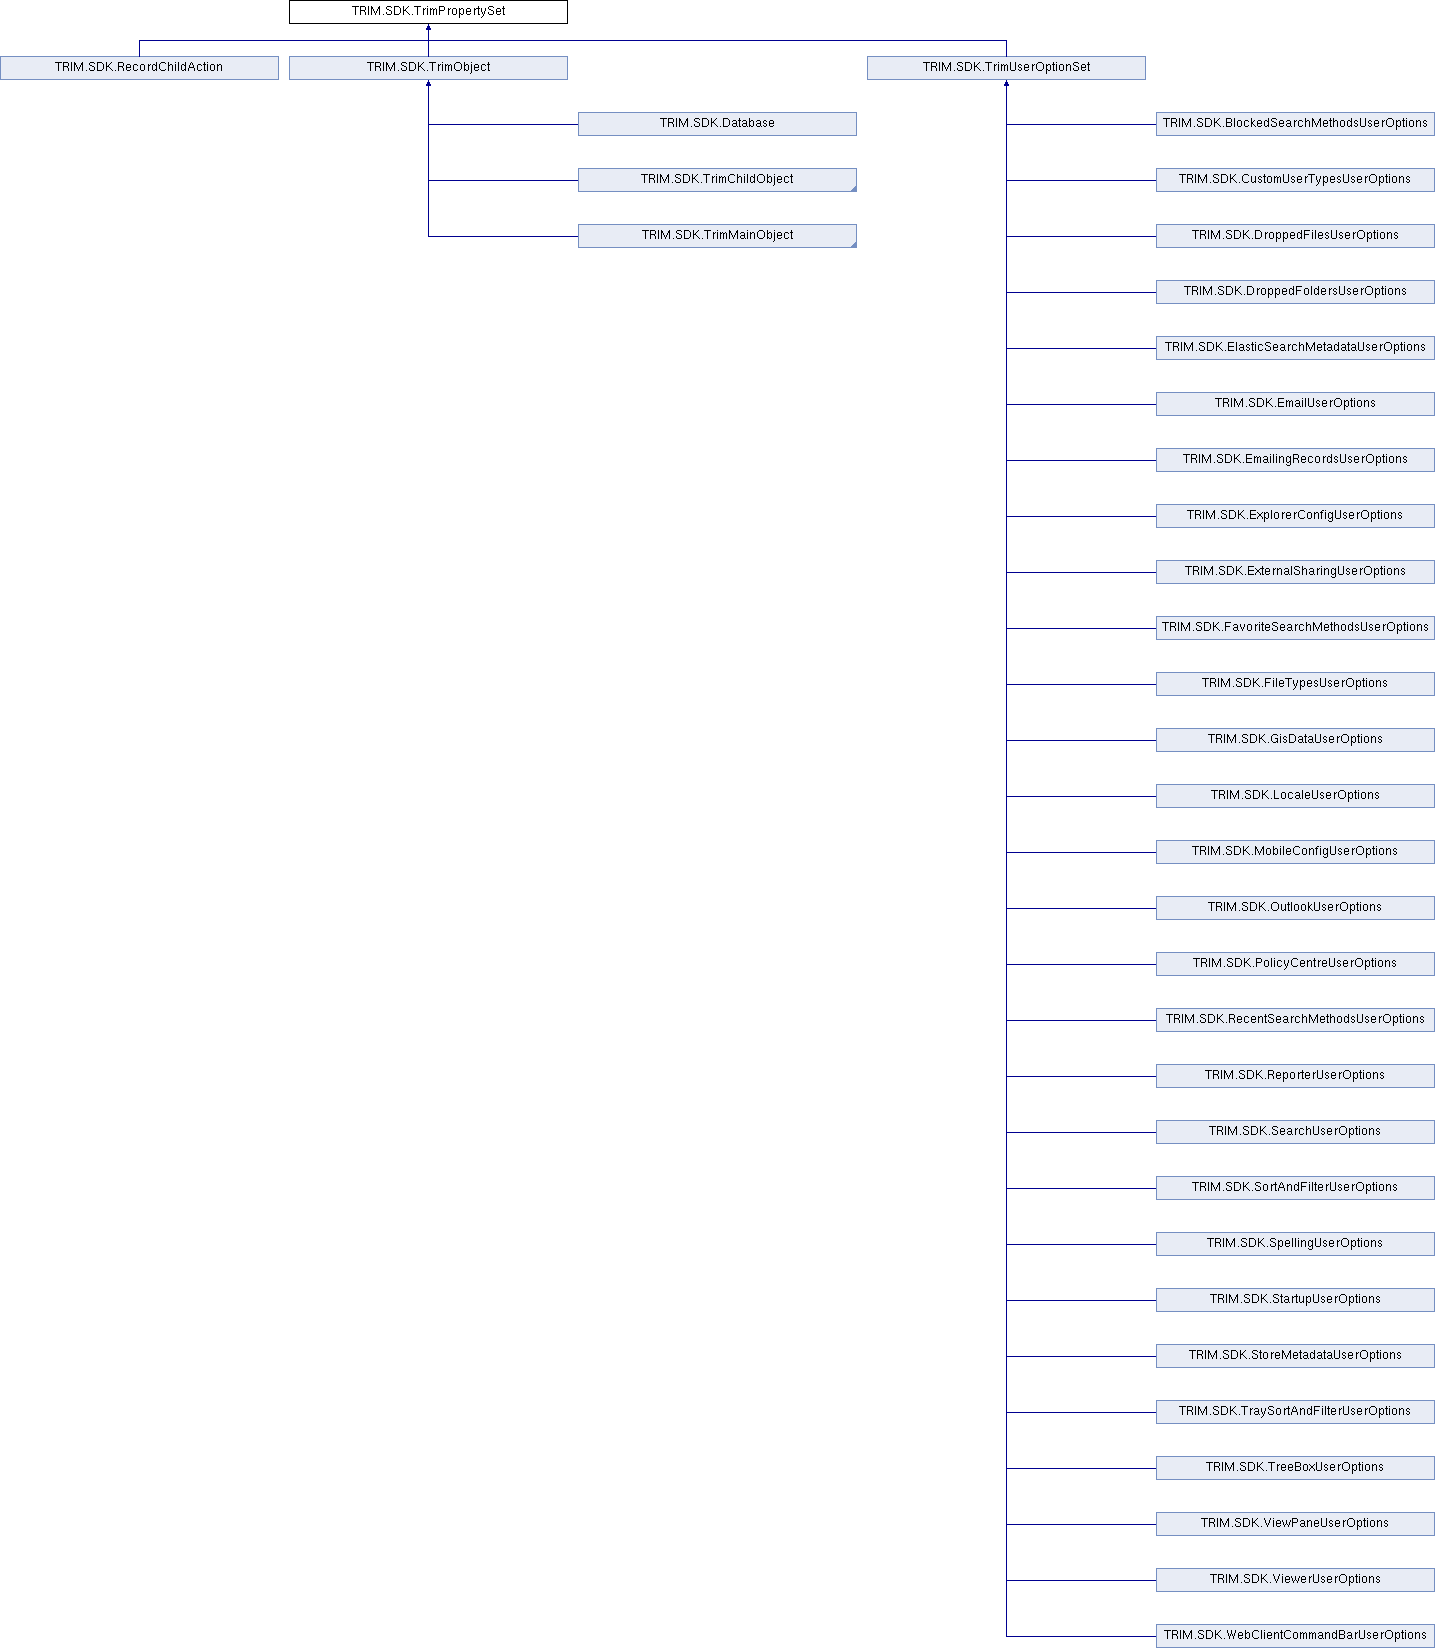 TRIM.SDK.TrimPropertySet
TRIM.SDK.RecordChildAction
TRIM.SDK.TrimObject
TRIM.SDK.TrimUserOptionSet
TRIM.SDK.Database
TRIM.SDK.BlockedSearchMethodsUserOptions
TRIM.SDK.TrimChildObject
TRIM.SDK.CustomUserTypesUserOptions
TRIM.SDK.TrimMainObject
TRIM.SDK.DroppedFilesUserOptions
TRIM.SDK.DroppedFoldersUserOptions
TRIM.SDK.ElasticSearchMetadataUserOptions
TRIM.SDK.EmailUserOptions
TRIM.SDK.EmailingRecordsUserOptions
TRIM.SDK.ExplorerConfigUserOptions
TRIM.SDK.ExternalSharingUserOptions
TRIM.SDK.FavoriteSearchMethodsUserOptions
TRIM.SDK.FileTypesUserOptions
TRIM.SDK.GisDataUserOptions
TRIM.SDK.LocaleUserOptions
TRIM.SDK.MobileConfigUserOptions
TRIM.SDK.OutlookUserOptions
TRIM.SDK.PolicyCentreUserOptions
TRIM.SDK.RecentSearchMethodsUserOptions
TRIM.SDK.ReporterUserOptions
TRIM.SDK.SearchUserOptions
TRIM.SDK.SortAndFilterUserOptions
TRIM.SDK.SpellingUserOptions
TRIM.SDK.StartupUserOptions
TRIM.SDK.StoreMetadataUserOptions
TRIM.SDK.TraySortAndFilterUserOptions
TRIM.SDK.TreeBoxUserOptions
TRIM.SDK.ViewPaneUserOptions
TRIM.SDK.ViewerUserOptions
TRIM.SDK.WebClientCommandBarUserOptions